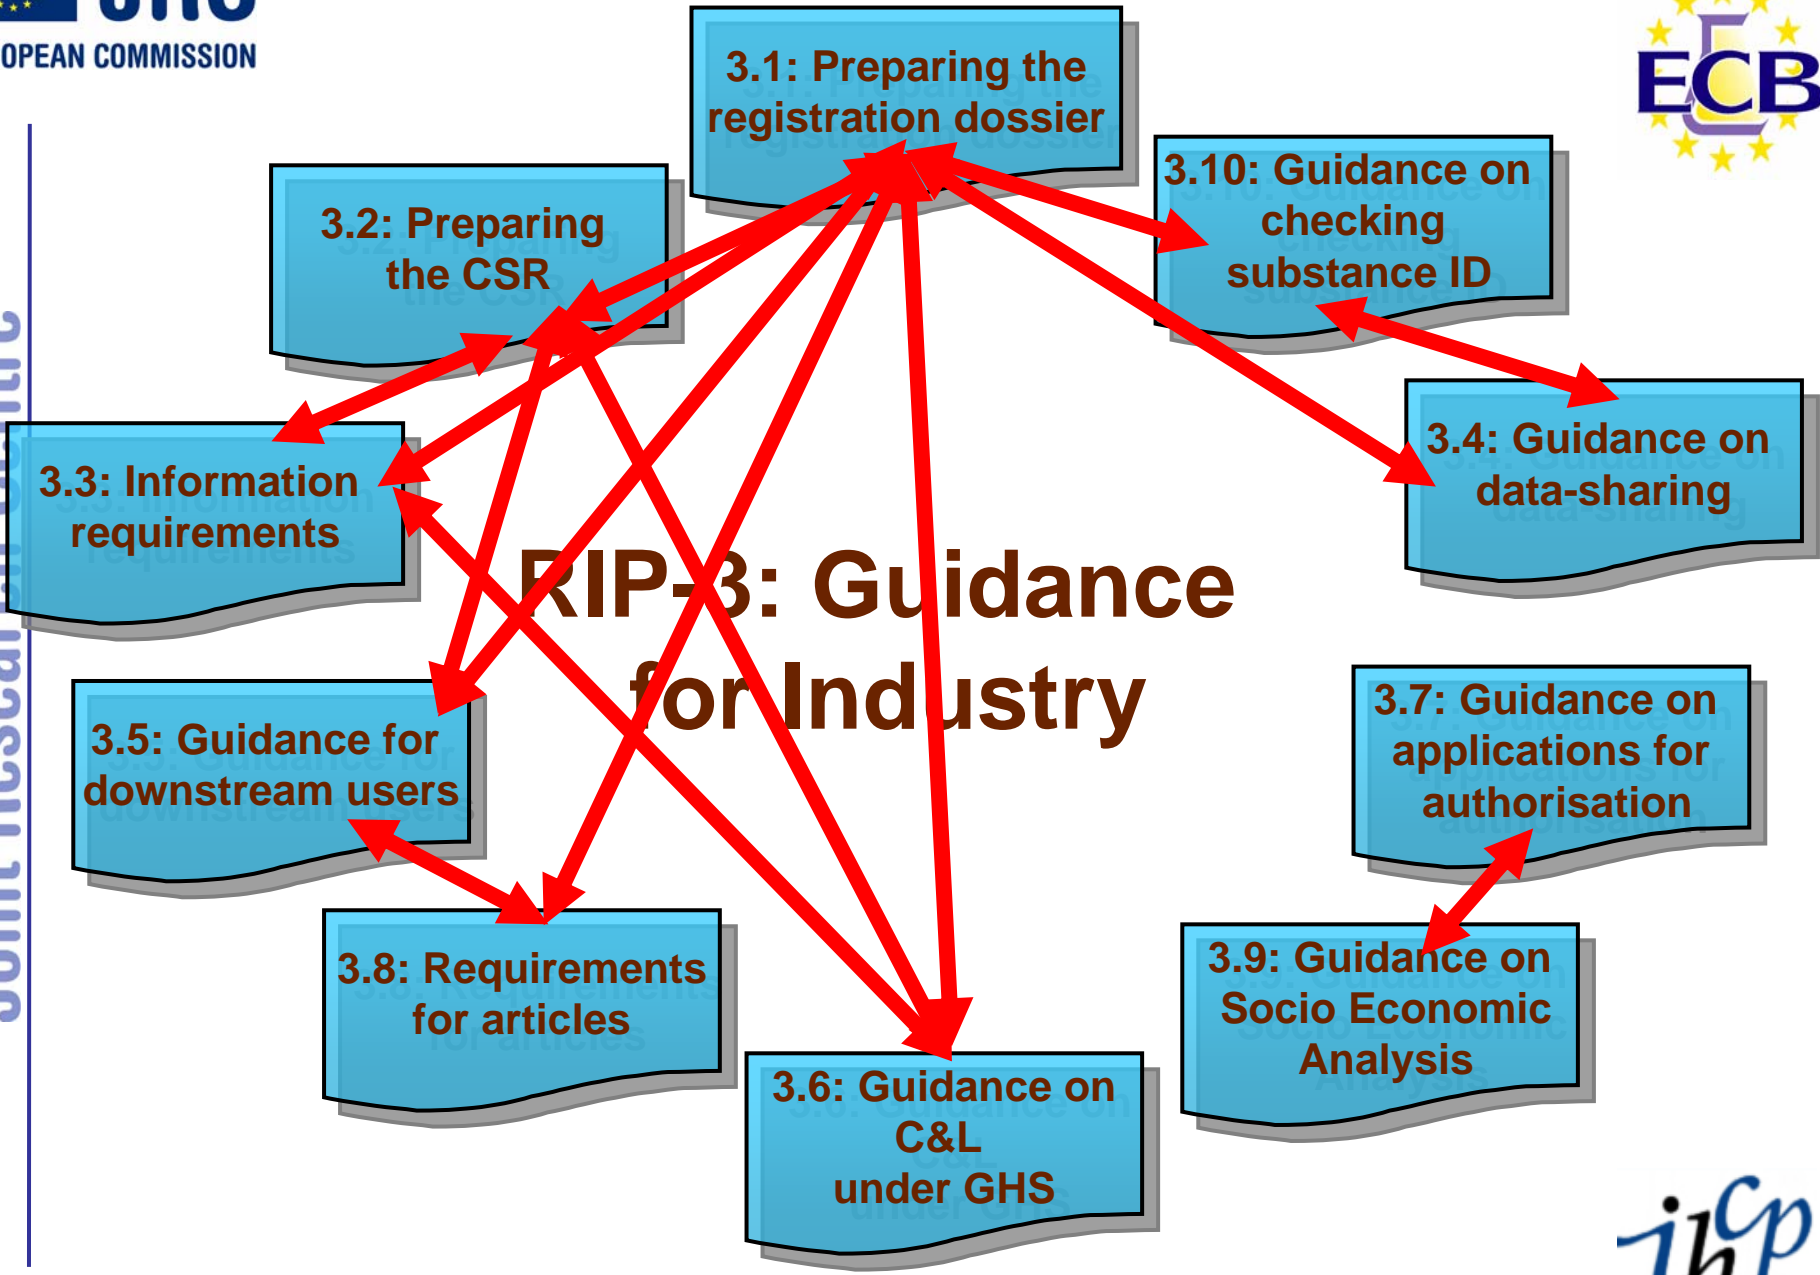 JRC
OPEAN COMMISSION
ECB
3.1: Preparing the
registration dossier
3.10: Guidance on
checking
substance ID
3.2: Preparing
the CSR
3.4: Guidance on
data-sharing
3.3: Information
requirements
RIP-3: Guidance
for Industry
3.7: Guidance on
applications for
authorisation
3.5: Guidance for
downstream users
3.8: Requirements
for articles
3.9: Guidance on
Socio Economic
Analysis
3.6: Guidance on
C&L
under GHS
ihcp